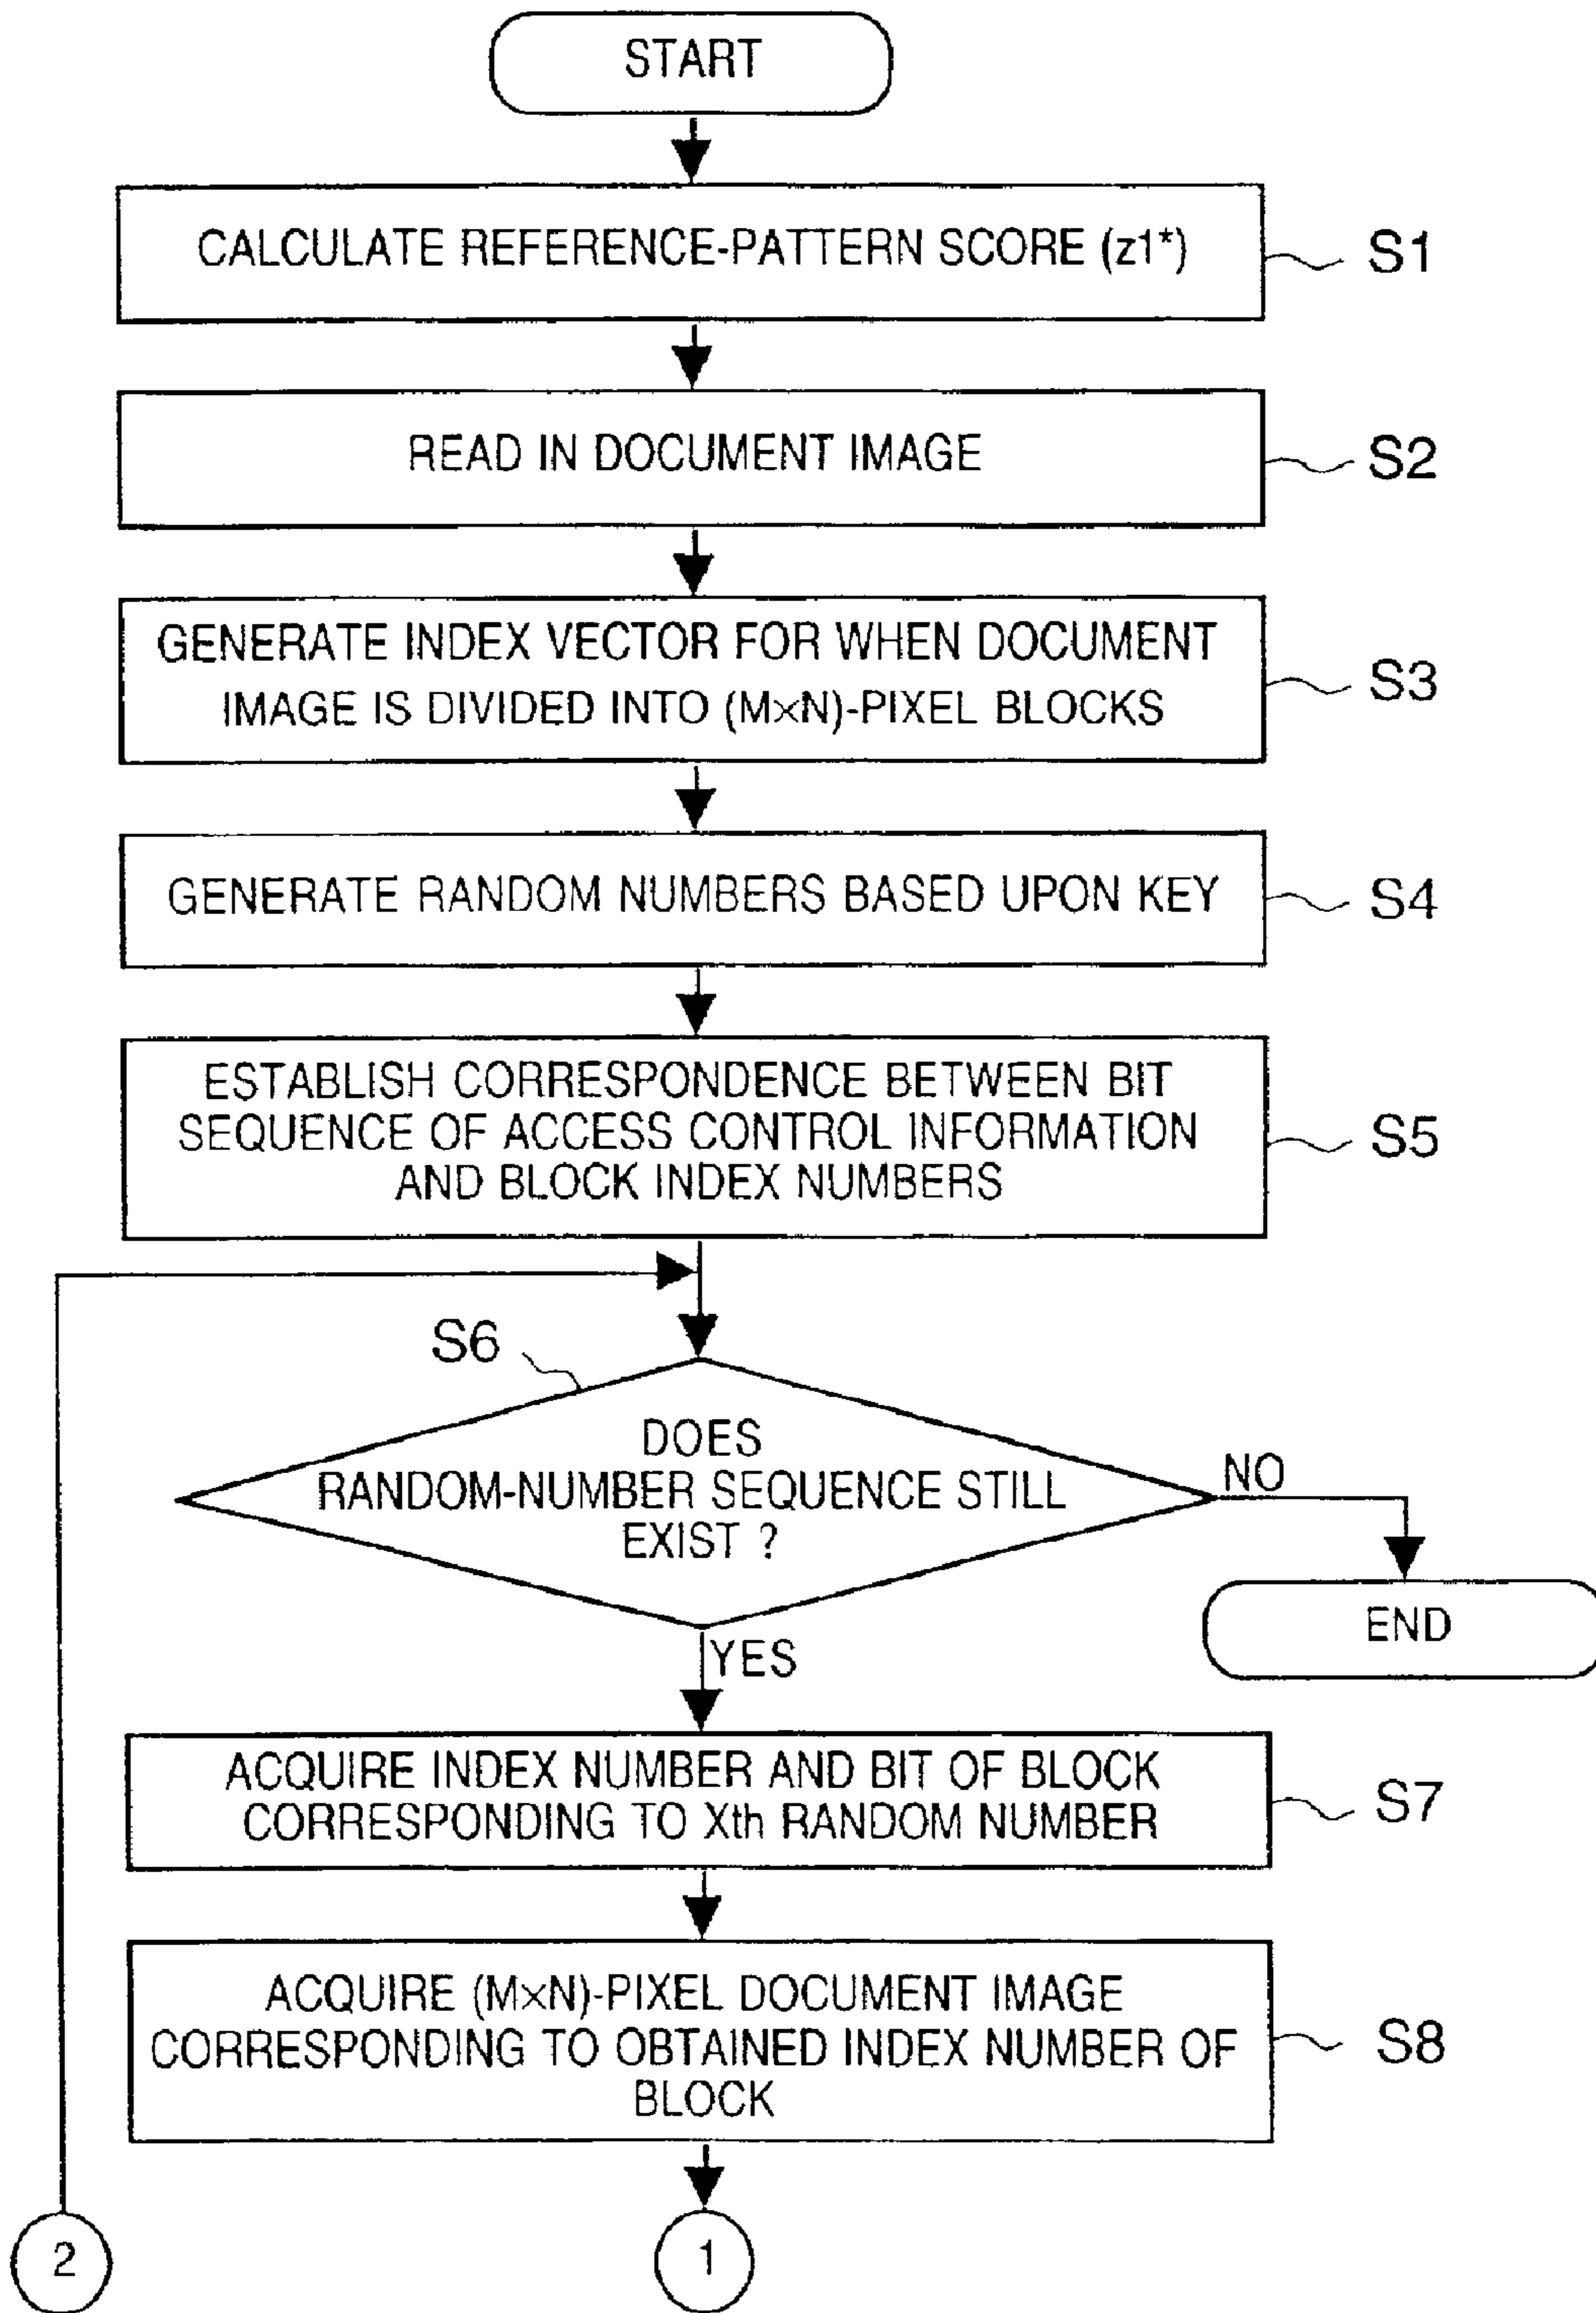 START
CALCULATE REFERENCE-PATTERN SCORE (z1*)
S1
READ IN DOCUMENT IMAGE
S2
GENERATE INDEX VECTOR FOR WHEN DOCUMENT
IMAGE IS DIVIDED INTO (M×N)-PIXEL BLOCKS
S3
GENERATE RANDOM NUMBERS BASED UPON KEY
S4
ESTABLISH CORRESPONDENCE BETWEEN BIT
SEQUENCE OF ACCESS CONTROL INFORMATION
AND BLOCK INDEX NUMBERS
S5
S6
DOES
RANDOM-NUMBER SEQUENCE STILL
EXIST ?
NO
END
YES
ACQUIRE INDEX NUMBER AND BIT OF BLOCK
CORRESPONDING TO Xth RANDOM NUMBER
S7
ACQUIRE (M×N)-PIXEL DOCUMENT IMAGE
CORRESPONDING TO OBTAINED INDEX NUMBER OF
BLOCK
S8
2
1